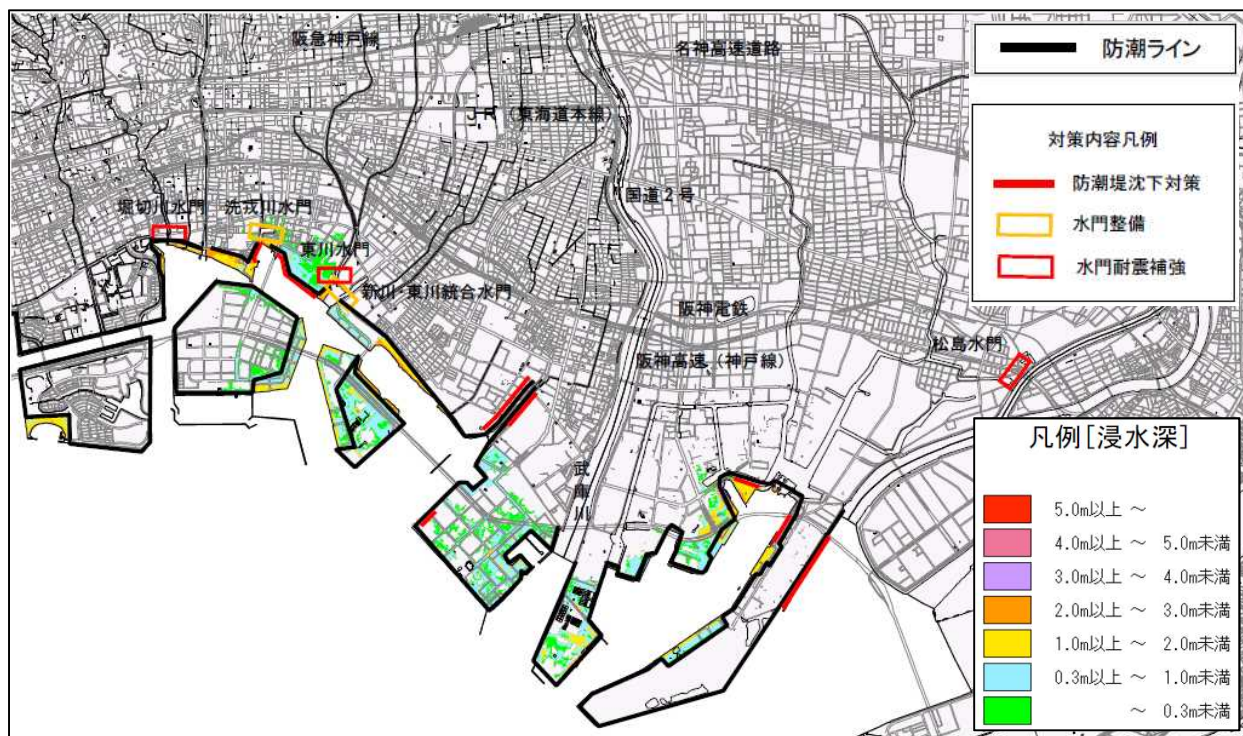 阪急神戸線
名神高速道路
JR（東海道本線）
国道2号
堀切川水門
洗戎川水門
東川水門
新川・東川統合水門
阪神電鉄
阪神高速（神戸線）
松島水門
武庫川
防潮ライン
対策内容凡例
防潮堤沈下対策
水門整備
水門耐震補強
凡例[浸水深]
5.0m以上 ～
4.0m以上 ～ 5.0m未満
3.0m以上 ～ 4.0m未満
2.0m以上 ～ 3.0m未満
1.0m以上 ～ 2.0m未満
0.3m以上 ～ 1.0m未満
～ 0.3m未満